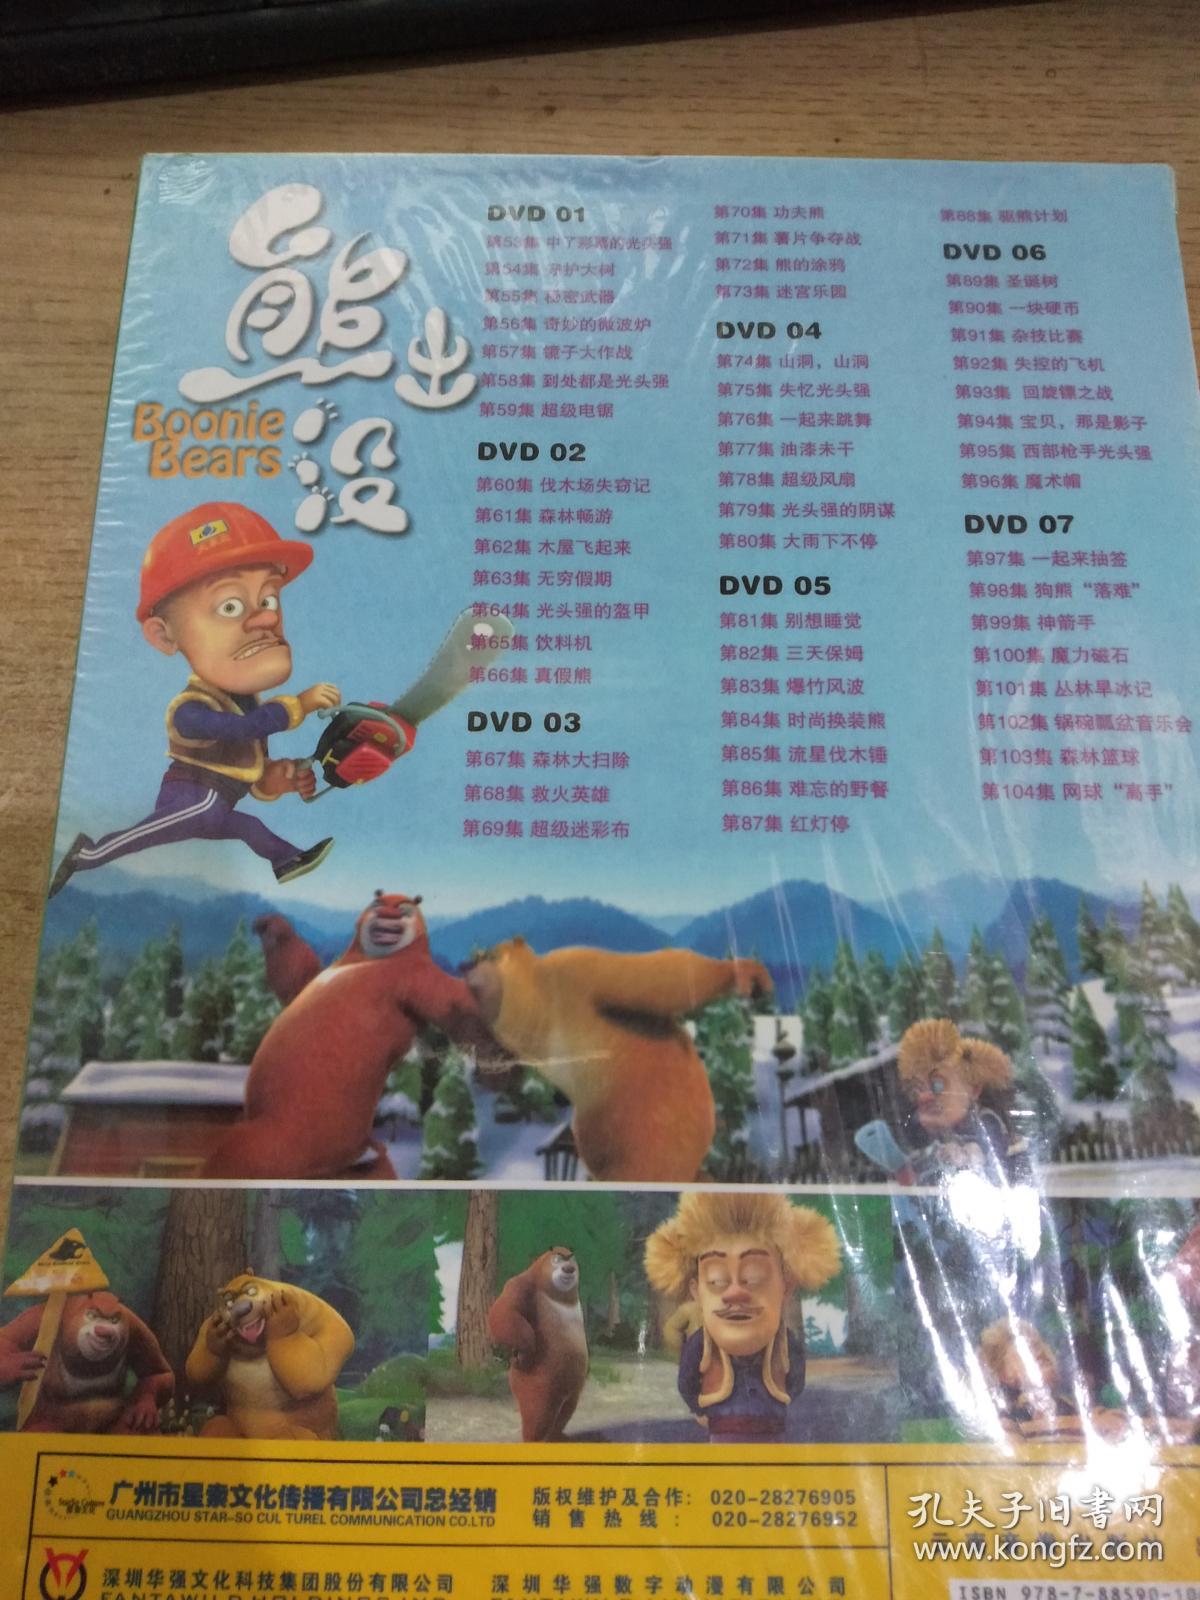 熊出没
Boonie
Bears
DVD 01
第53集 中了彩票的光头强
第54集 守护大树
第55集 秘密武器
第56集 奇妙的微波炉
第57集 镜子大作战
第58集 到处都是光头强
第59集 超级电锯
DVD 02
第60集 伐木场失窃记
第61集 森林畅游
第62集 木屋飞起来
第63集 无穷假期
第64集 光头强的盔甲
第65集 饮料机
第66集 真假熊
DVD 03
第67集 森林大扫除
第68集 救火英雄
第69集 超级迷彩布
第70集 功夫熊
第71集 薯片争夺战
第72集 熊的涂鸦
第73集 迷宫乐园
DVD 04
第74集 山洞，山洞
第75集 失忆光头强
第76集 一起来跳舞
第77集 油漆未干
第78集 超级风扇
第79集 光头强的阴谋
第80集 大雨下不停
DVD 05
第81集 别想睡觉
第82集 三天保姆
第83集 爆竹风波
第84集 时尚换装熊
第85集 流星伐木锤
第86集 难忘的野餐
第87集 红灯停
第88集 驱熊计划
DVD 06
第89集 圣诞树
第90集 一块硬币
第91集 杂技比赛
第92集 失控的飞机
第93集 回旋镖之战
第94集 宝贝，那是影子
第95集 西部枪手光头强
第96集 魔术帽
DVD 07
第97集 一起来抽签
第98集 狗熊“落难”
第99集 神箭手
第100集 魔力磁石
第101集 丛林旱冰记
第102集 锅碗瓢盆音乐会
第103集 森林篮球
第104集 网球“高手”
广州市星索文化传播有限公司总经销
GUANGZHOU STAR-SO CUL TUREL COMMUNICATION CO.LTD
版权维护及合作: 020-28276905
销售热线: 020-28276952
深圳华强文化科技集团股份有限公司
深圳华强数字动漫有限公司
FANTAWILD HOLDINGS INC
ISBN 978-7-88590-10
孔夫子旧书网
www.kongfz.com